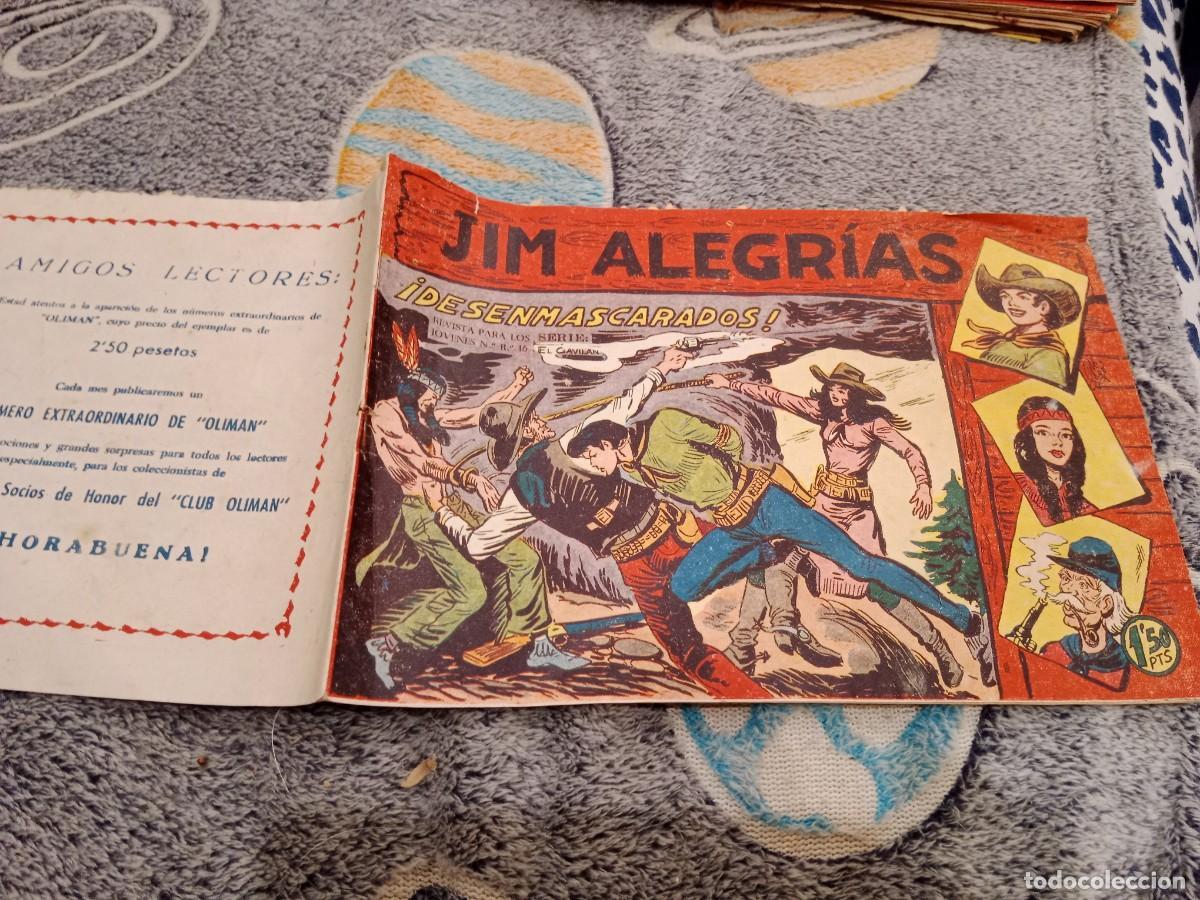 AMIGOS LECTORES:
Estad atentos a la aparición de los números extraordinarios de
"OLIMAN", cuyo precio del ejemplar es de
2'50 pesetos
Cada mes publicaremos un
MERO EXTRAORDINARIO DE "OLIMAN"
ociones y grandes sorpresas para todos los lectores
especialmente, para los coleccionistas de
Socios de Honor del "CLUB OLIMAN"
HORABUENA!
JIM ALEGRÍAS
¡DESENMASCARADOS!
REVISTA PARA LOS
JOVENES N.º R.º 16
SERIE:
EL GAVILAN
1'50
PTS
todocoleccion